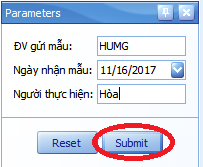 Parameters
ĐV gửi mẫu: HUMG
Ngày nhận mẫu: 11/16/2017
Người thực hiện: Hòa
Reset Submit